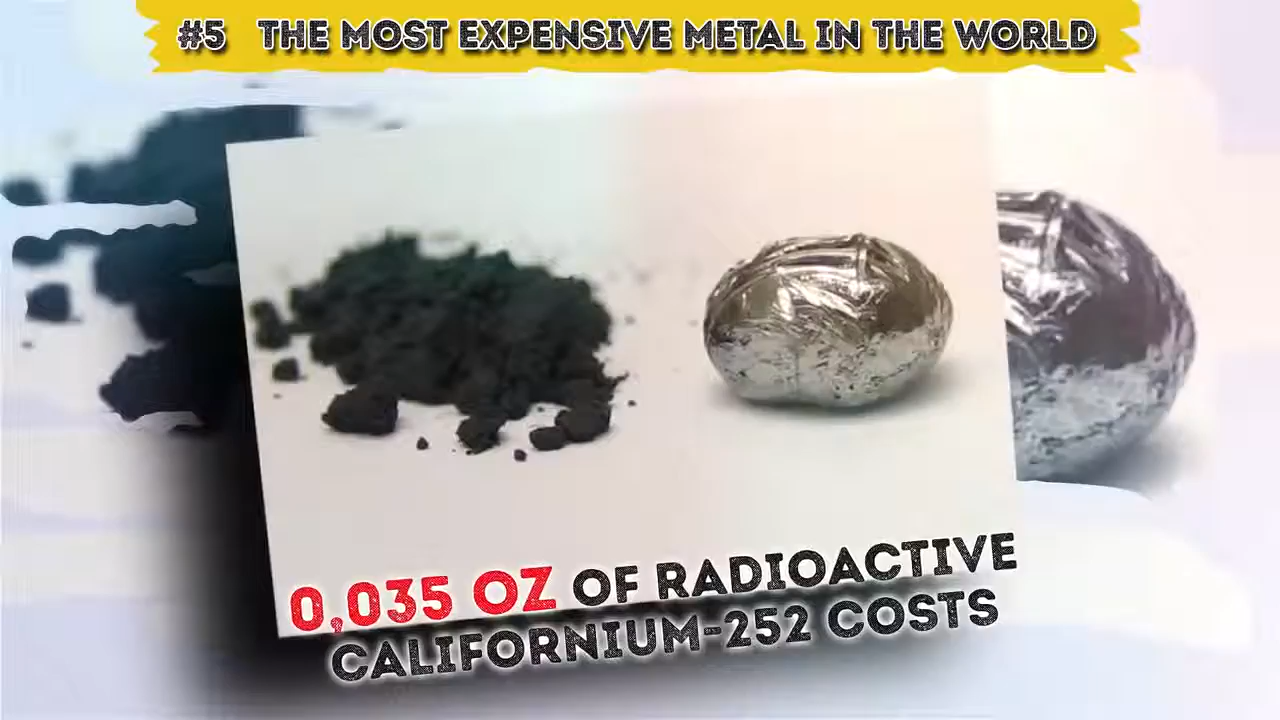 #5 THE MOST EXPENSIVE METAL IN THE WORLD
0,035 OZ OF RADIOACTIVE
CALIFORNIUM-252 COSTS